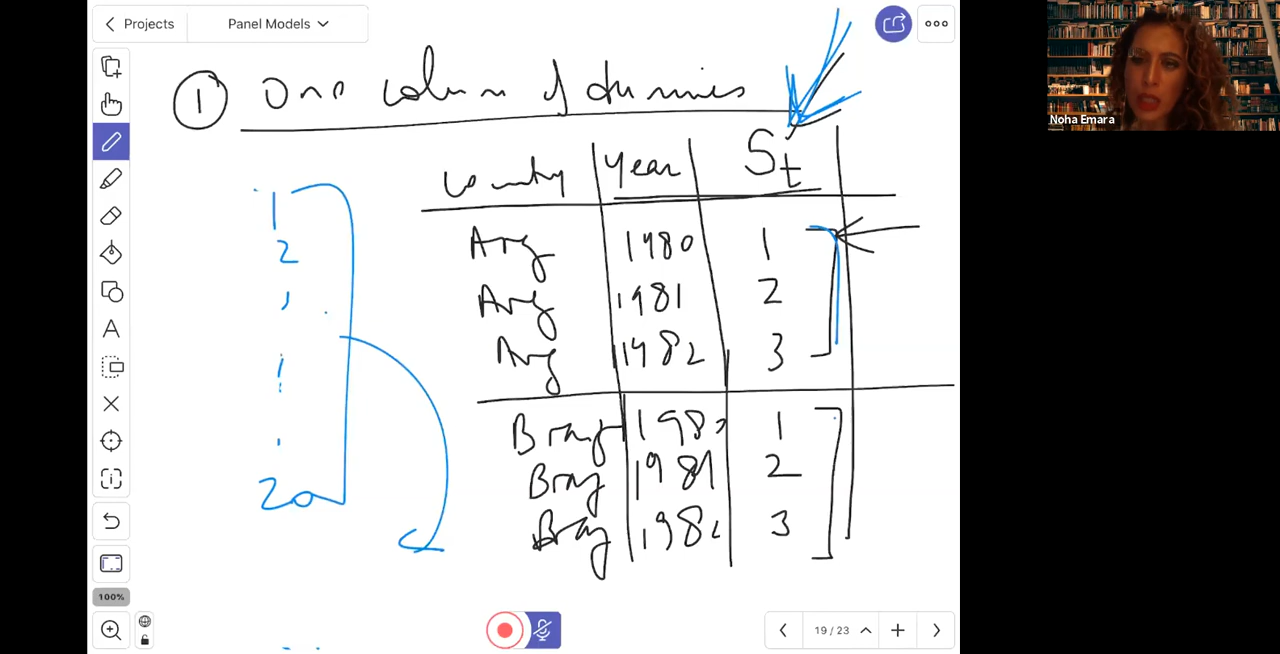 Projects
Panel Models
Noha Emara
① One column of dummies
Country Year St
Arg 1980 1
Arg 1981 2
Arg 1982 3
Braz 1980 1
Braz 1981 2
Braz 1982 3
1
2
20
A
100%
19 / 23